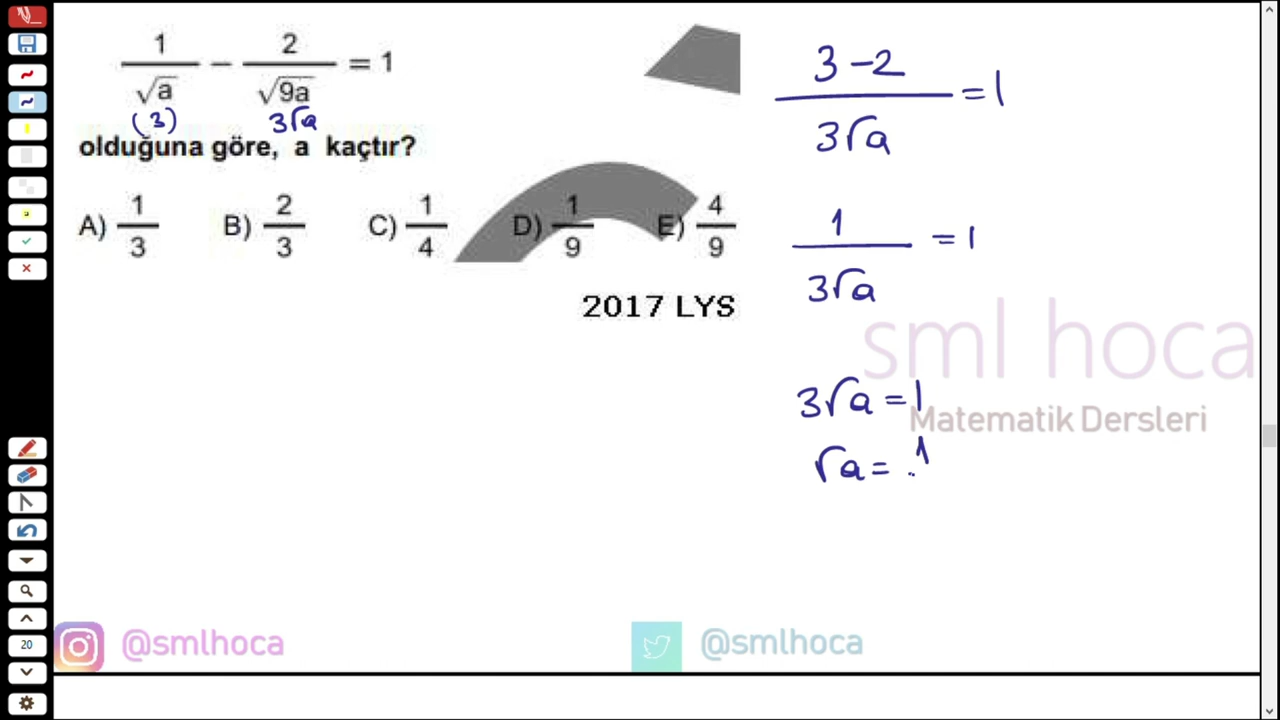 1/√a − 2/√9a = 1
(3) 3√a
olduğuna göre, a kaçtır?
A) 1/3 B) 2/3 C) 1/4 D) 1/9 E) 4/9
2017 LYS
(3−2)/(3√a) = 1
1/(3√a) = 1
3√a = 1
√a = 1
sml hoca
Matematik Dersleri
20
@smlhoca @smlhoca